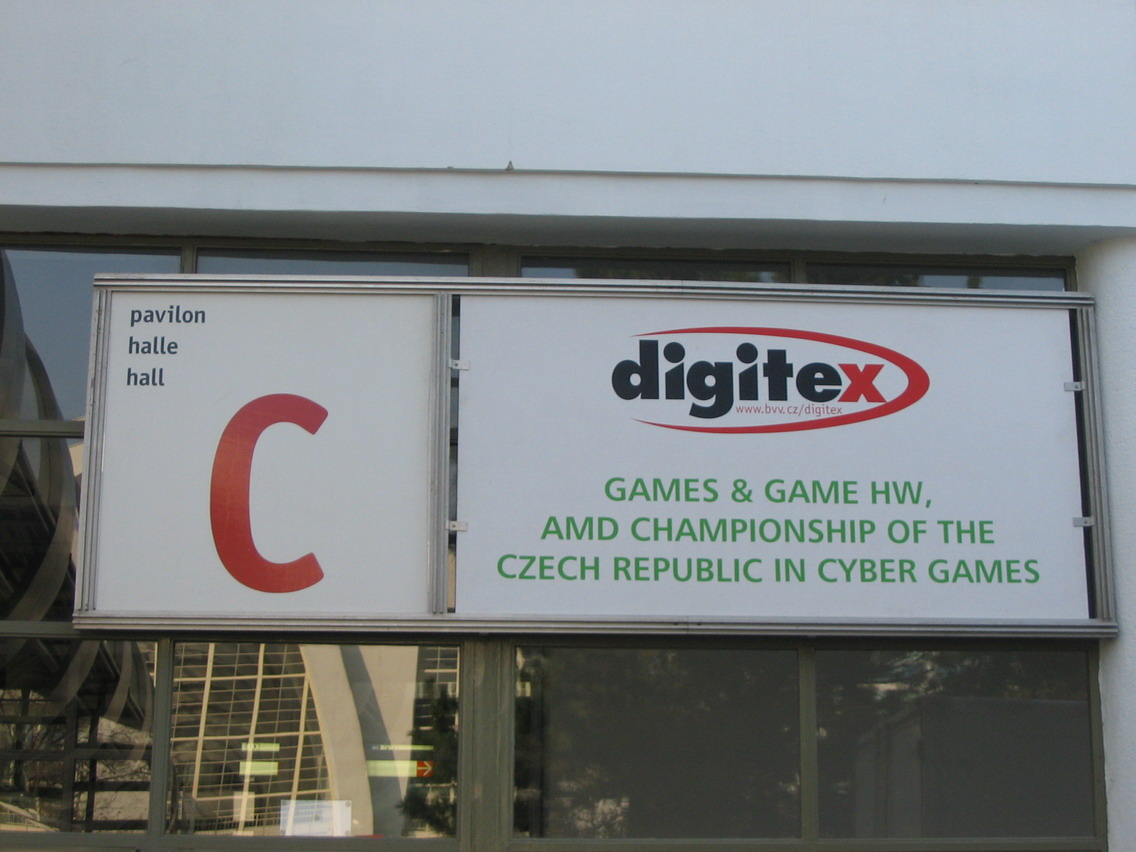 pavilon
halle
hall
C
digitex
www.bvv.cz/digitex
GAMES & GAME HW,
AMD CHAMPIONSHIP OF THE
CZECH REPUBLIC IN CYBER GAMES